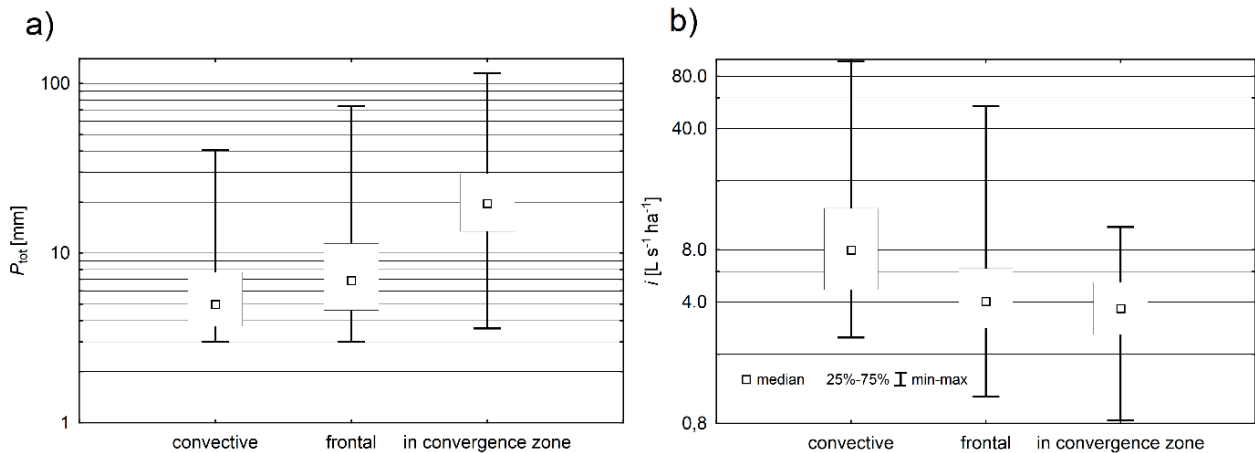 a)
100
10
1
P_tot [mm]
convective frontal in convergence zone
b)
80.0
40.0
8.0
4.0
0,8
i [L s⁻¹ ha⁻¹]
median 25%-75% min-max
convective frontal in convergence zone